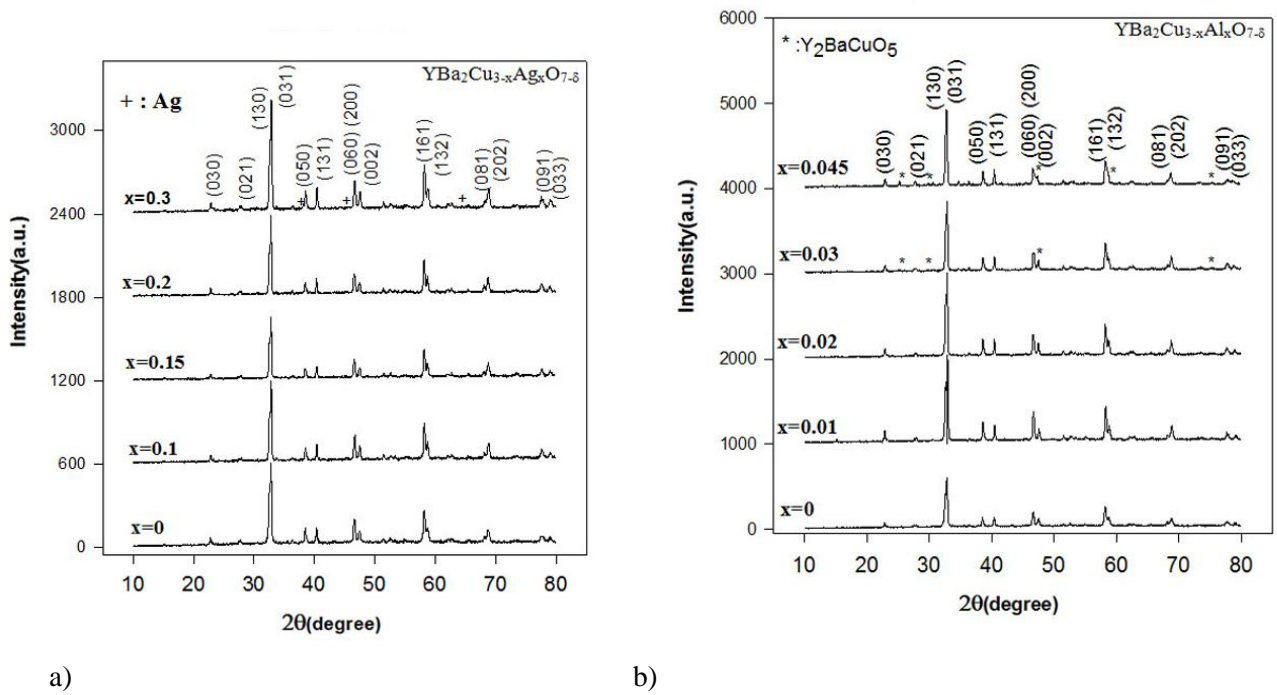 YBa₂Cu₃₋ₓAgₓO₇₋δ
+ : Ag
(030)
(021)
(130)
(031)
(050)
(131)
(060) (200)
(002)
(161)
(132)
(081)
(202)
(091)
(033)
+
+
+
x=0.3
x=0.2
x=0.15
x=0.1
x=0
3000
2400
1800
1200
600
0
Intensity(a.u.)
10 20 30 40 50 60 70 80
2θ(degree)
a)
YBa₂Cu₃₋ₓAlₓO₇₋δ
* :Y₂BaCuO₅
(030)
(021)
(130)
(031)
(050)
(131)
(060) (200)
(002)
(161)
(132)
(081)
(202)
(091)
(033)
* * * * *
x=0.045
* * * *
x=0.03
x=0.02
x=0.01
x=0
6000
5000
4000
3000
2000
1000
0
Intensity(a.u.)
10 20 30 40 50 60 70 80
2θ(degree)
b)